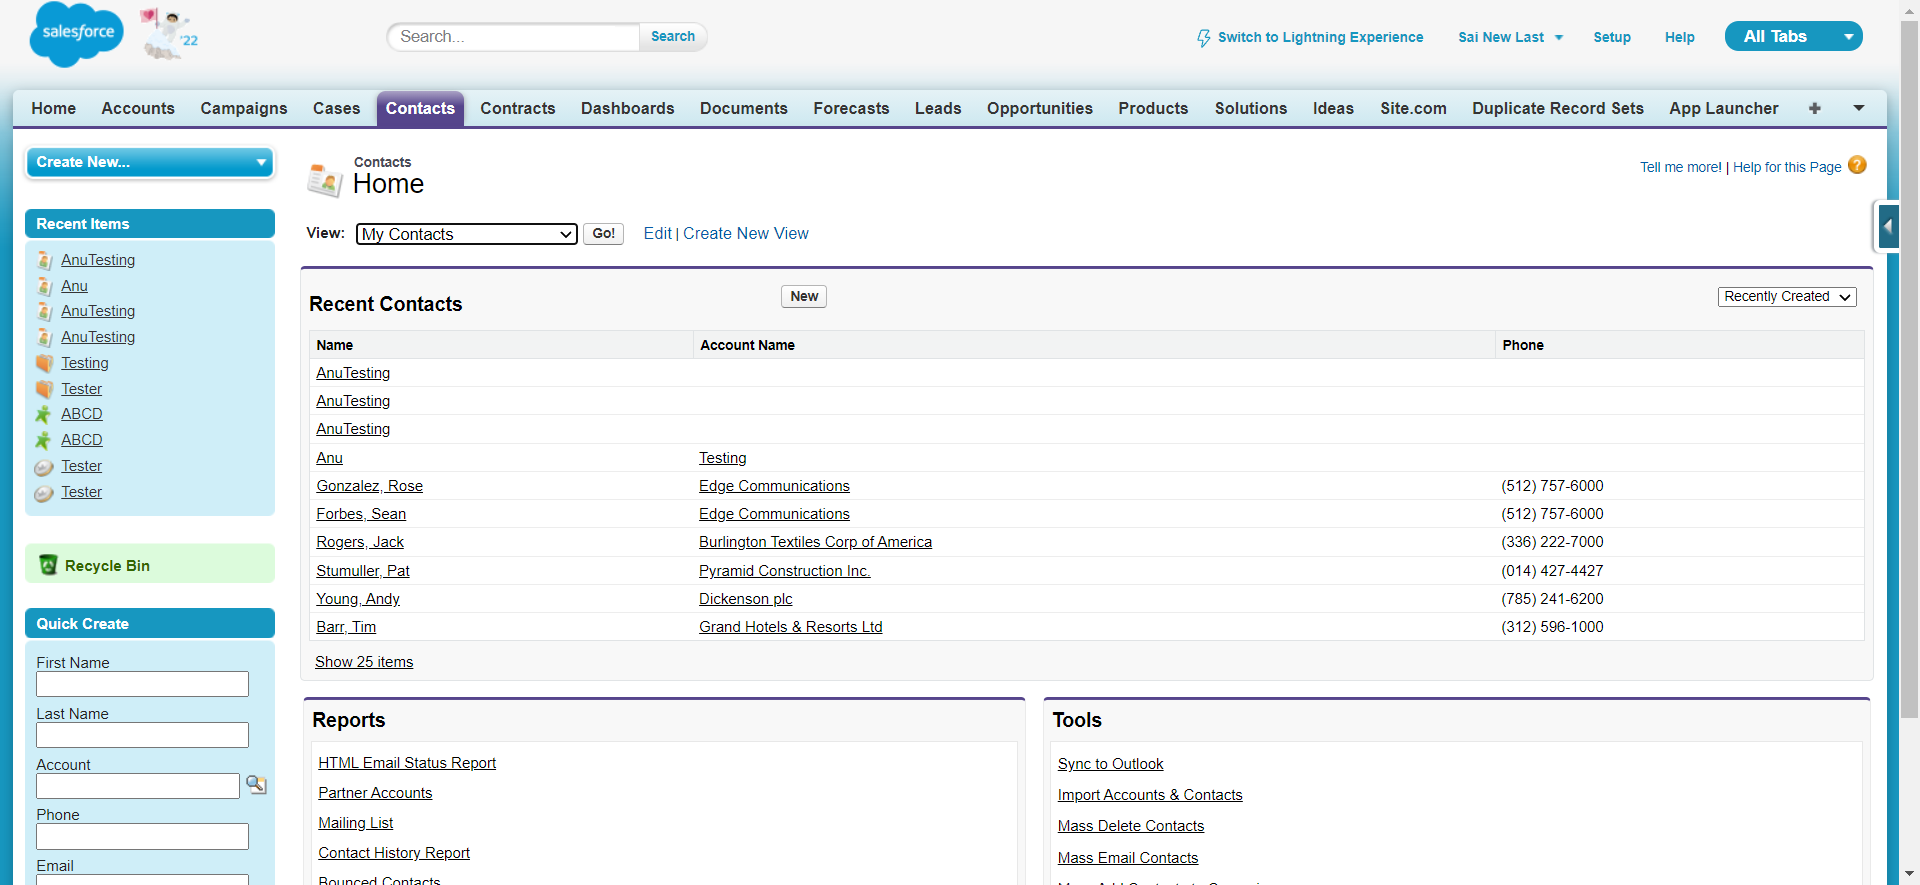 salesforce
'22
Search...
Search
Switch to Lightning Experience
Sai New Last
Setup
Help
All Tabs
Home Accounts Campaigns Cases Contacts Contracts Dashboards Documents Forecasts Leads Opportunities Products Solutions Ideas Site.com Duplicate Record Sets App Launcher +
Create New...
Recent Items
AnuTesting
Anu
AnuTesting
AnuTesting
Testing
Tester
ABCD
ABCD
Tester
Tester
Recycle Bin
Quick Create
First Name
Last Name
Account
Phone
Email
Contacts
Home
Tell me more! | Help for this Page ?
View: My Contacts Go! Edit | Create New View
Recent Contacts New Recently Created
Name Account Name Phone
AnuTesting
AnuTesting
AnuTesting
Anu Testing
Gonzalez, Rose Edge Communications (512) 757-6000
Forbes, Sean Edge Communications (512) 757-6000
Rogers, Jack Burlington Textiles Corp of America (336) 222-7000
Stumuller, Pat Pyramid Construction Inc. (014) 427-4427
Young, Andy Dickenson plc (785) 241-6200
Barr, Tim Grand Hotels & Resorts Ltd (312) 596-1000
Show 25 items
Reports
HTML Email Status Report
Partner Accounts
Mailing List
Contact History Report
Bounced Contacts
Tools
Sync to Outlook
Import Accounts & Contacts
Mass Delete Contacts
Mass Email Contacts